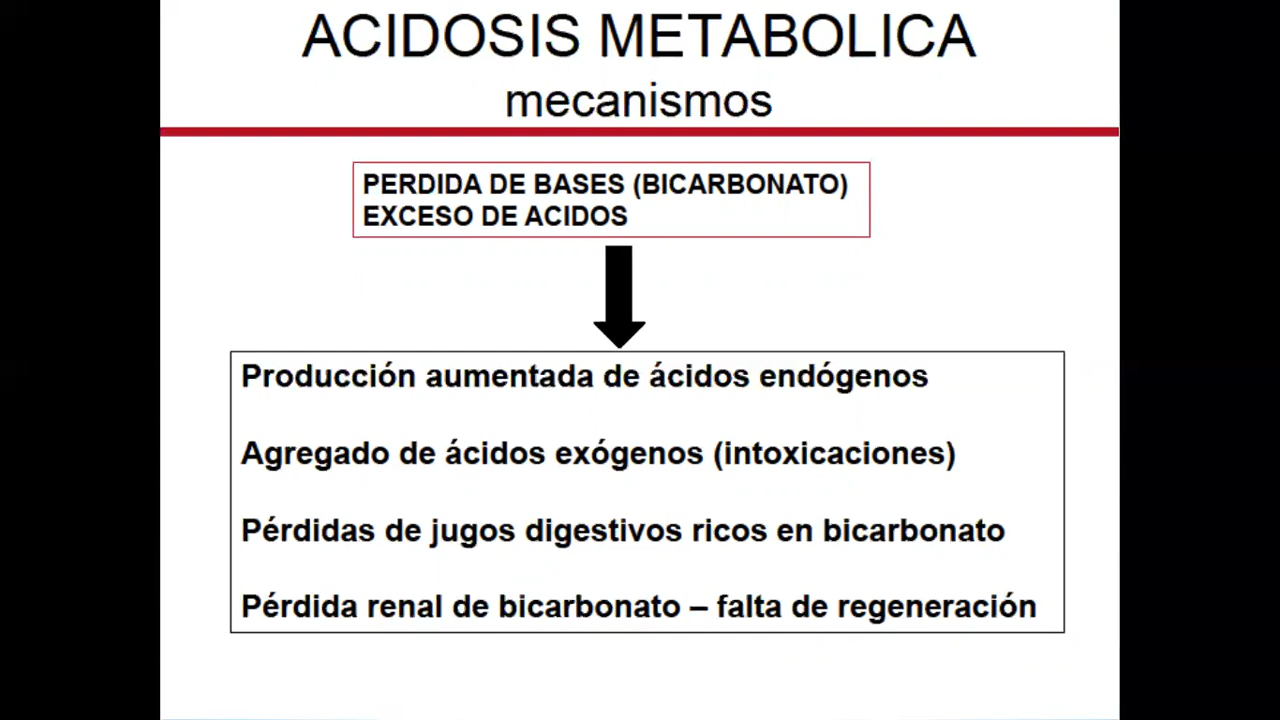 ACIDOSIS METABOLICA
mecanismos
PERDIDA DE BASES (BICARBONATO)
EXCESO DE ACIDOS
Producción aumentada de ácidos endógenos
Agregado de ácidos exógenos (intoxicaciones)
Pérdidas de jugos digestivos ricos en bicarbonato
Pérdida renal de bicarbonato – falta de regeneración